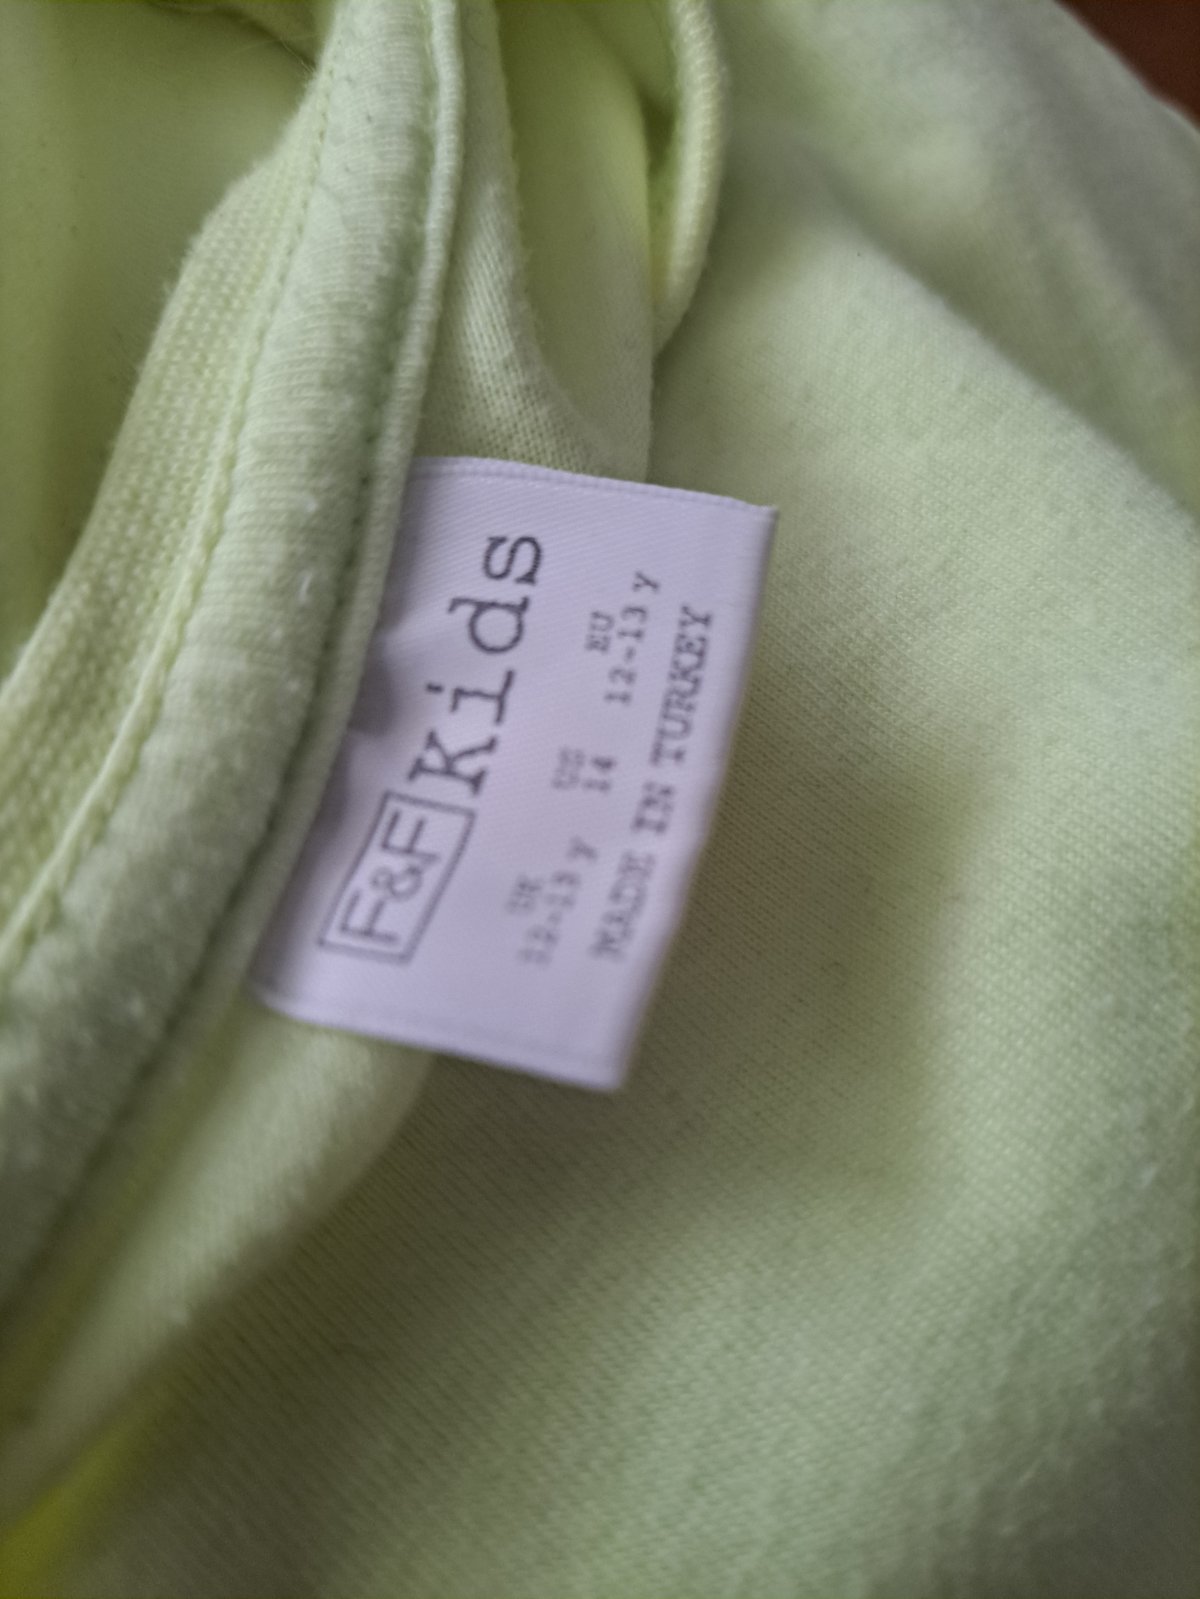 F&F Kids
UK US EU
12-13 y 14 12-13 y
MADE IN TURKEY